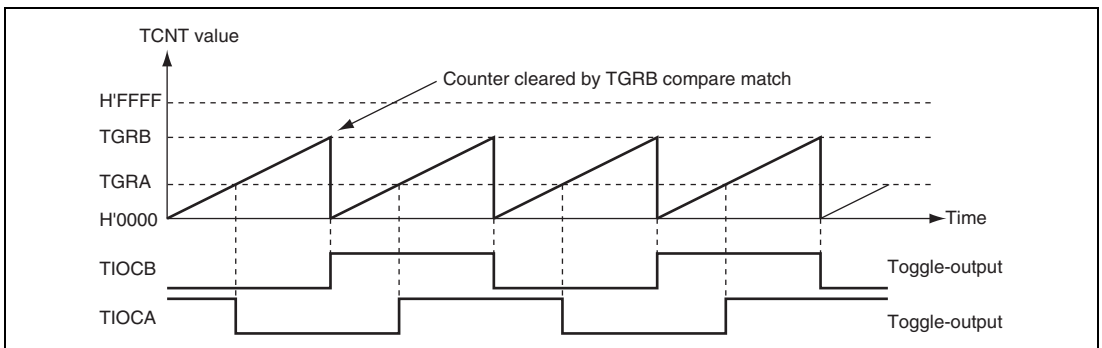 TCNT value
Counter cleared by TGRB compare match
H'FFFF
TGRB
TGRA
H'0000
Time
TIOCB
Toggle-output
TIOCA
Toggle-output